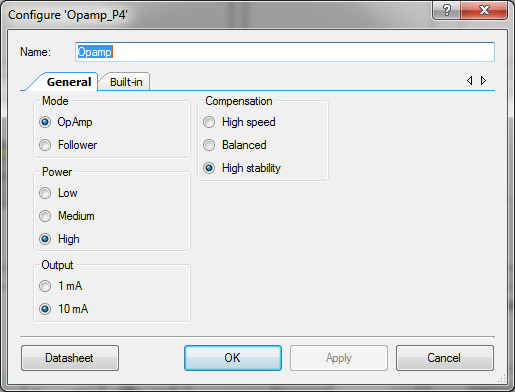 Configure 'Opamp_P4'
Name: Opamp
General Built-in
Mode
OpAmp
Follower
Power
Low
Medium
High
Output
1 mA
10 mA
Compensation
High speed
Balanced
High stability
Datasheet OK Apply Cancel